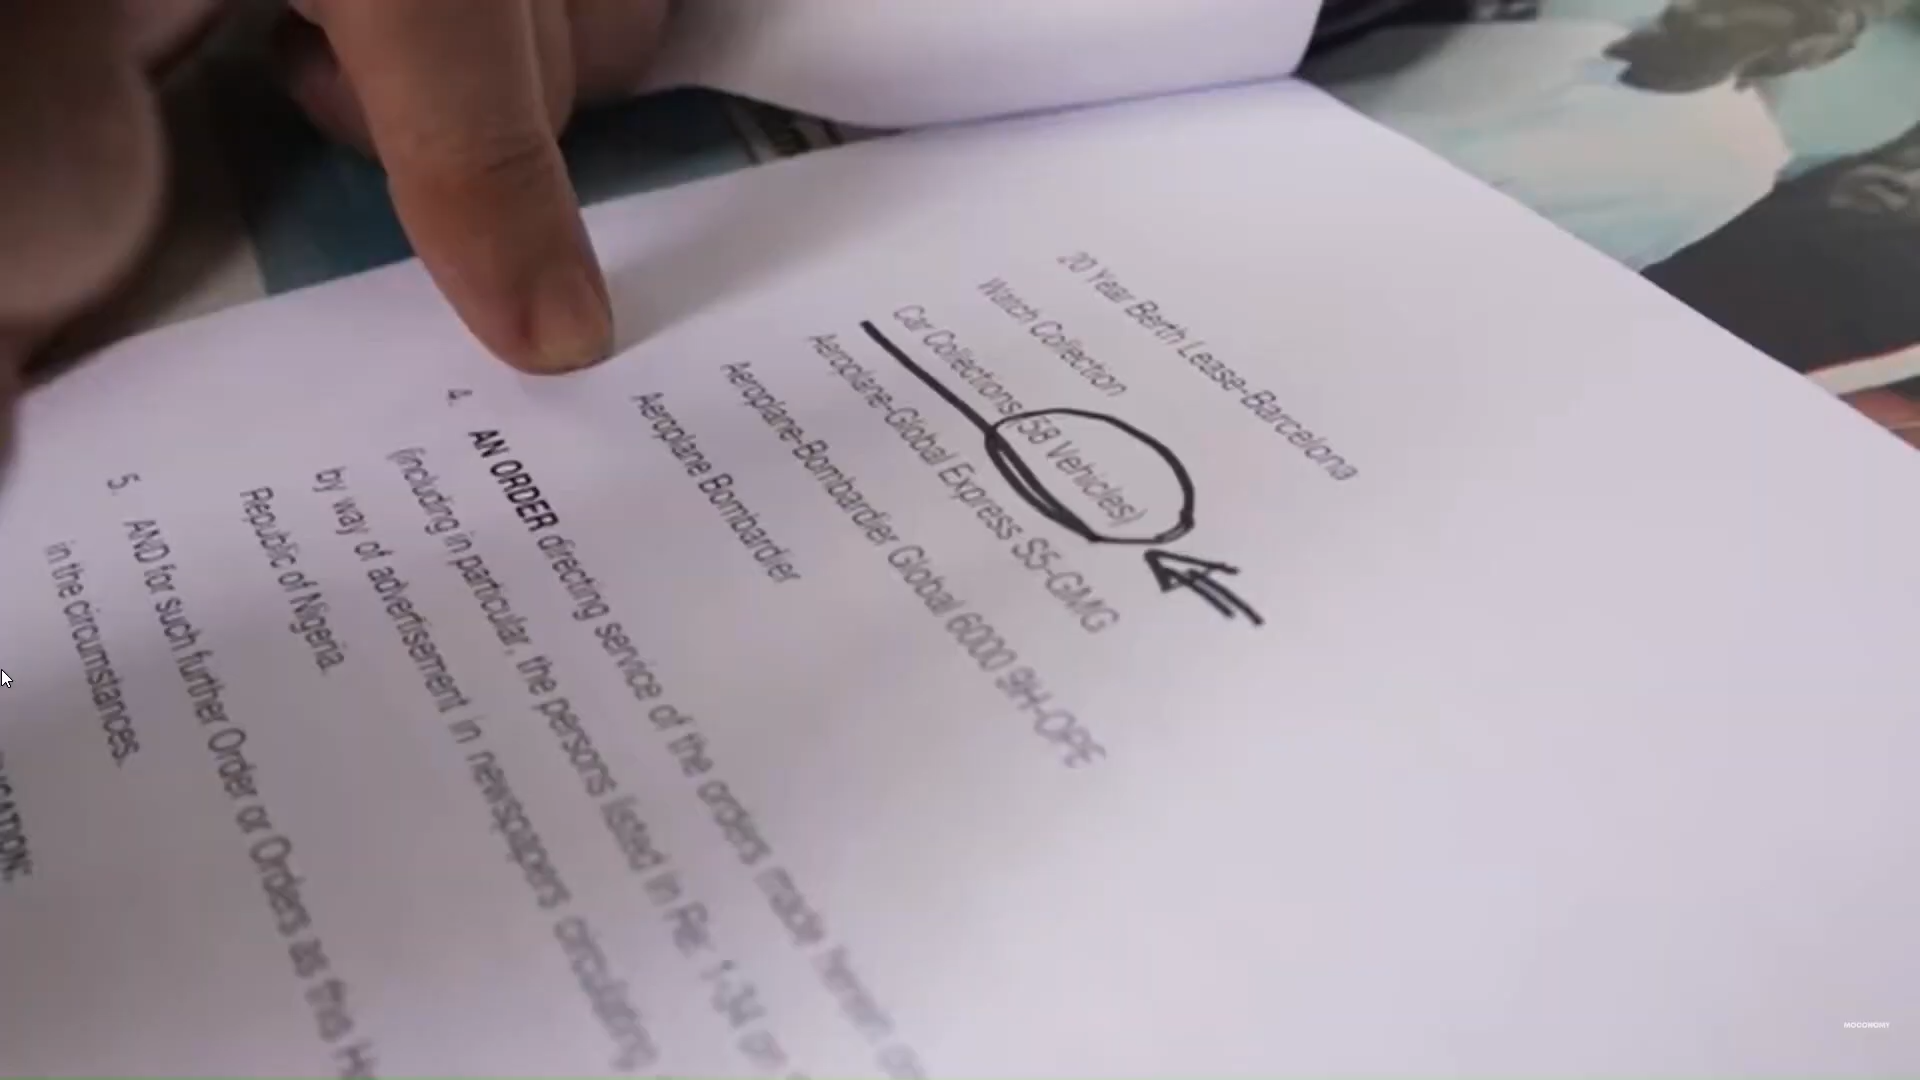 20 Year Berth Lease-Barcelona
Watch Collection
Car Collections (58 Vehicles)
Aeroplane-Global Express S5-GMG
Aeroplane-Bombardier Global 6000 9H-OPE
Aeroplane Bombardier
4. AN ORDER directing service of the orders made herein
(including in particular, the persons listed in Re: 1-34 on
by way of advertisement in newspapers circulating
Republic of Nigeria.
5. AND for such further Order or Orders as this
in the circumstances.
MOCONOMY